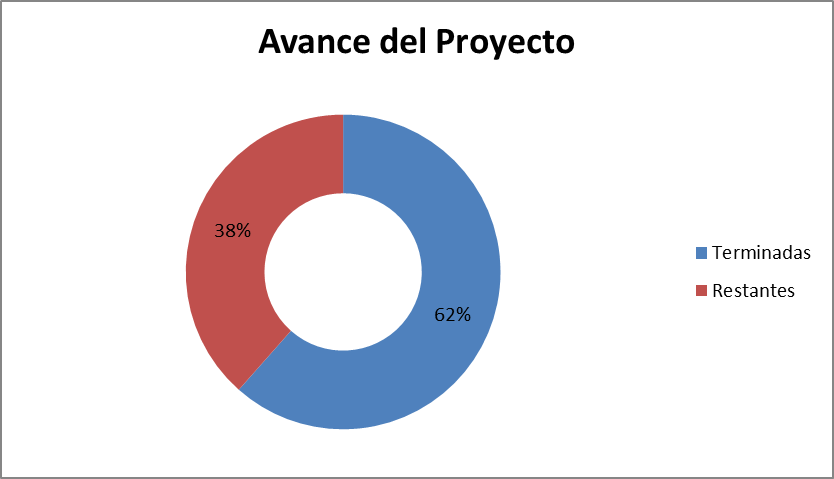 Avance del Proyecto
38%
62%
Terminadas
Restantes